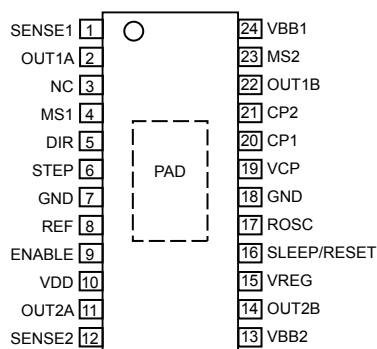 SENSE1 1 24 VBB1
OUT1A 2 23 MS2
NC 3 22 OUT1B
MS1 4 21 CP2
DIR 5 20 CP1
STEP 6 PAD 19 VCP
GND 7 18 GND
REF 8 17 ROSC
ENABLE 9 16 SLEEP/RESET
VDD 10 15 VREG
OUT2A 11 14 OUT2B
SENSE2 12 13 VBB2